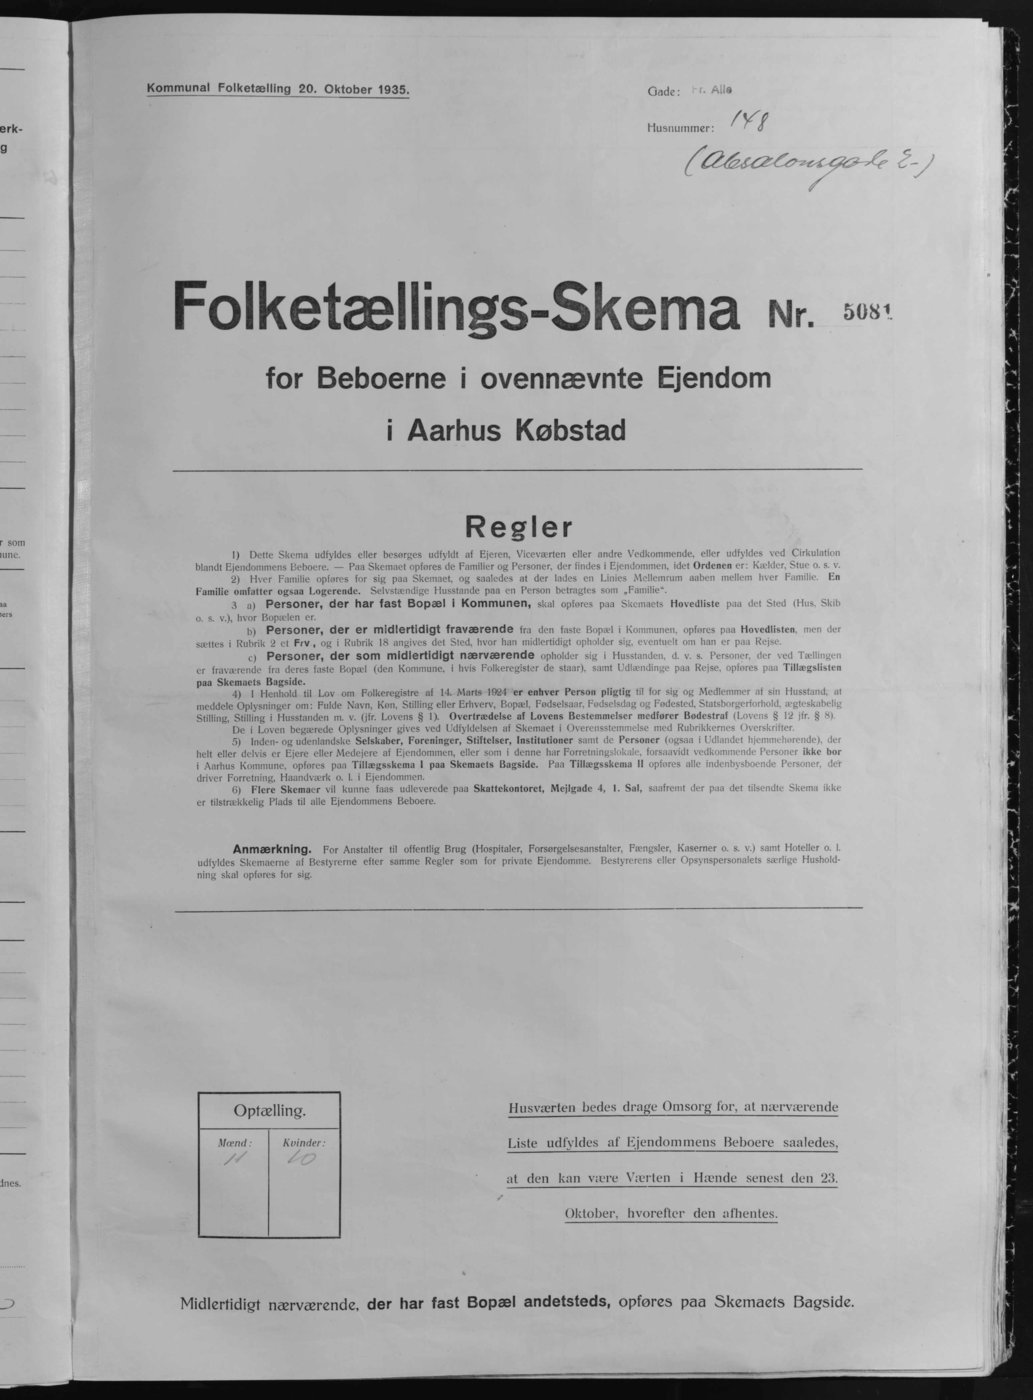 Kommunal Folketælling 20. Oktober 1935.
Gade: Fr. Alle
Husnummer: 148
(Absalonsgade 2-)
Folketællings-Skema Nr. 5081
for Beboerne i ovennævnte Ejendom
i Aarhus Købstad
Regler
1) Dette Skema udfyldes eller besørges udfyldt af Ejeren, Viceværten eller andre Vedkommende, eller udfyldes ved Cirkulation
blandt Ejendommens Beboere. — Paa Skemaet opføres de Familier og Personer, der findes i Ejendommen, idet Ordenen er: Kælder, Stue o. s. v.
2) Hver Familie opføres for sig paa Skemaet, og saaledes at der lades en Linies Mellemrum aaben mellem hver Familie. En
Familie omfatter ogsaa Logerende. Selvstændige Husstande paa en Person betragtes som „Familie“.
3 a) Personer, der har fast Bopæl i Kommunen, skal opføres paa Skemaets Hovedliste paa det Sted (Hus, Skib
o. s. v.), hvor Bopælen er.
b) Personer, der er midlertidigt fraværende fra den faste Bopæl i Kommunen, opføres paa Hovedlisten, men der
sættes i Rubrik 2 et Frv, og i Rubrik 18 angives det Sted, hvor han midlertidigt opholder sig, eventuelt om han er paa Rejse.
c) Personer, der som midlertidigt nærværende opholder sig i Husstanden, d. v. s. Personer, der ved Tællingen
er fraværende fra deres faste Bopæl (den Kommune, i hvis Folkeregister de staar), samt Udlændinge paa Rejse, opføres paa Tillægslisten
paa Skemaets Bagside.
4) I Henhold til Lov om Folkeregistre af 14. Marts 1924 er enhver Person pligtig til for sig og Medlemmer af sin Husstand, at
meddele Oplysninger om: Fulde Navn, Køn, Stilling eller Erhverv, Bopæl, Fødselsaar, Fødselsdag og Fødested, Statsborgerforhold, ægteskabelig
Stilling, Stilling i Husstanden m. v. (jfr. Lovens § 1). Overtrædelse af Lovens Bestemmelser medfører Bødestraf (Lovens § 12 jfr. § 8).
De i Loven begærede Oplysninger gives ved Udfyldelsen af Skemaet i Overensstemmelse med Rubrikkernes Overskrifter.
5) Inden- og udenlandske Selskaber, Foreninger, Stiftelser, Institutioner samt de Personer (ogsaa i Udlandet hjemmehørende), der
helt eller delvis er Ejere eller Medejere af Ejendommen, eller som i denne har Forretningslokale, forsaavidt vedkommende Personer ikke bor
i Aarhus Kommune, opføres paa Tillægsskema I paa Skemaets Bagside. Paa Tillægsskema II opføres alle indenbysboende Personer, der
driver Forretning, Haandværk o. l. i Ejendommen.
6) Flere Skemaer vil kunne faas udleverede paa Skattekontoret, Mejlgade 4, 1. Sal, saafremt der paa det tilsendte Skema ikke
er tilstrækkelig Plads til alle Ejendommens Beboere.
Anmærkning. For Anstalter til offentlig Brug (Hospitaler, Forsørgelsesanstalter, Fængsler, Kaserner o. s. v.) samt Hoteller o. l.
udfyldes Skemaerne af Bestyrerne efter samme Regler som for private Ejendomme. Bestyrerens eller Opsynspersonalets særlige Hushold-
ning skal opføres for sig.
Optælling.
Mænd: Kvinder:
11 10
Husværten bedes drage Omsorg for, at nærværende
Liste udfyldes af Ejendommens Beboere saaledes,
at den kan være Værten i Hænde senest den 23.
Oktober, hvorefter den afhentes.
Midlertidigt nærværende, der har fast Bopæl andetsteds, opføres paa Skemaets Bagside.